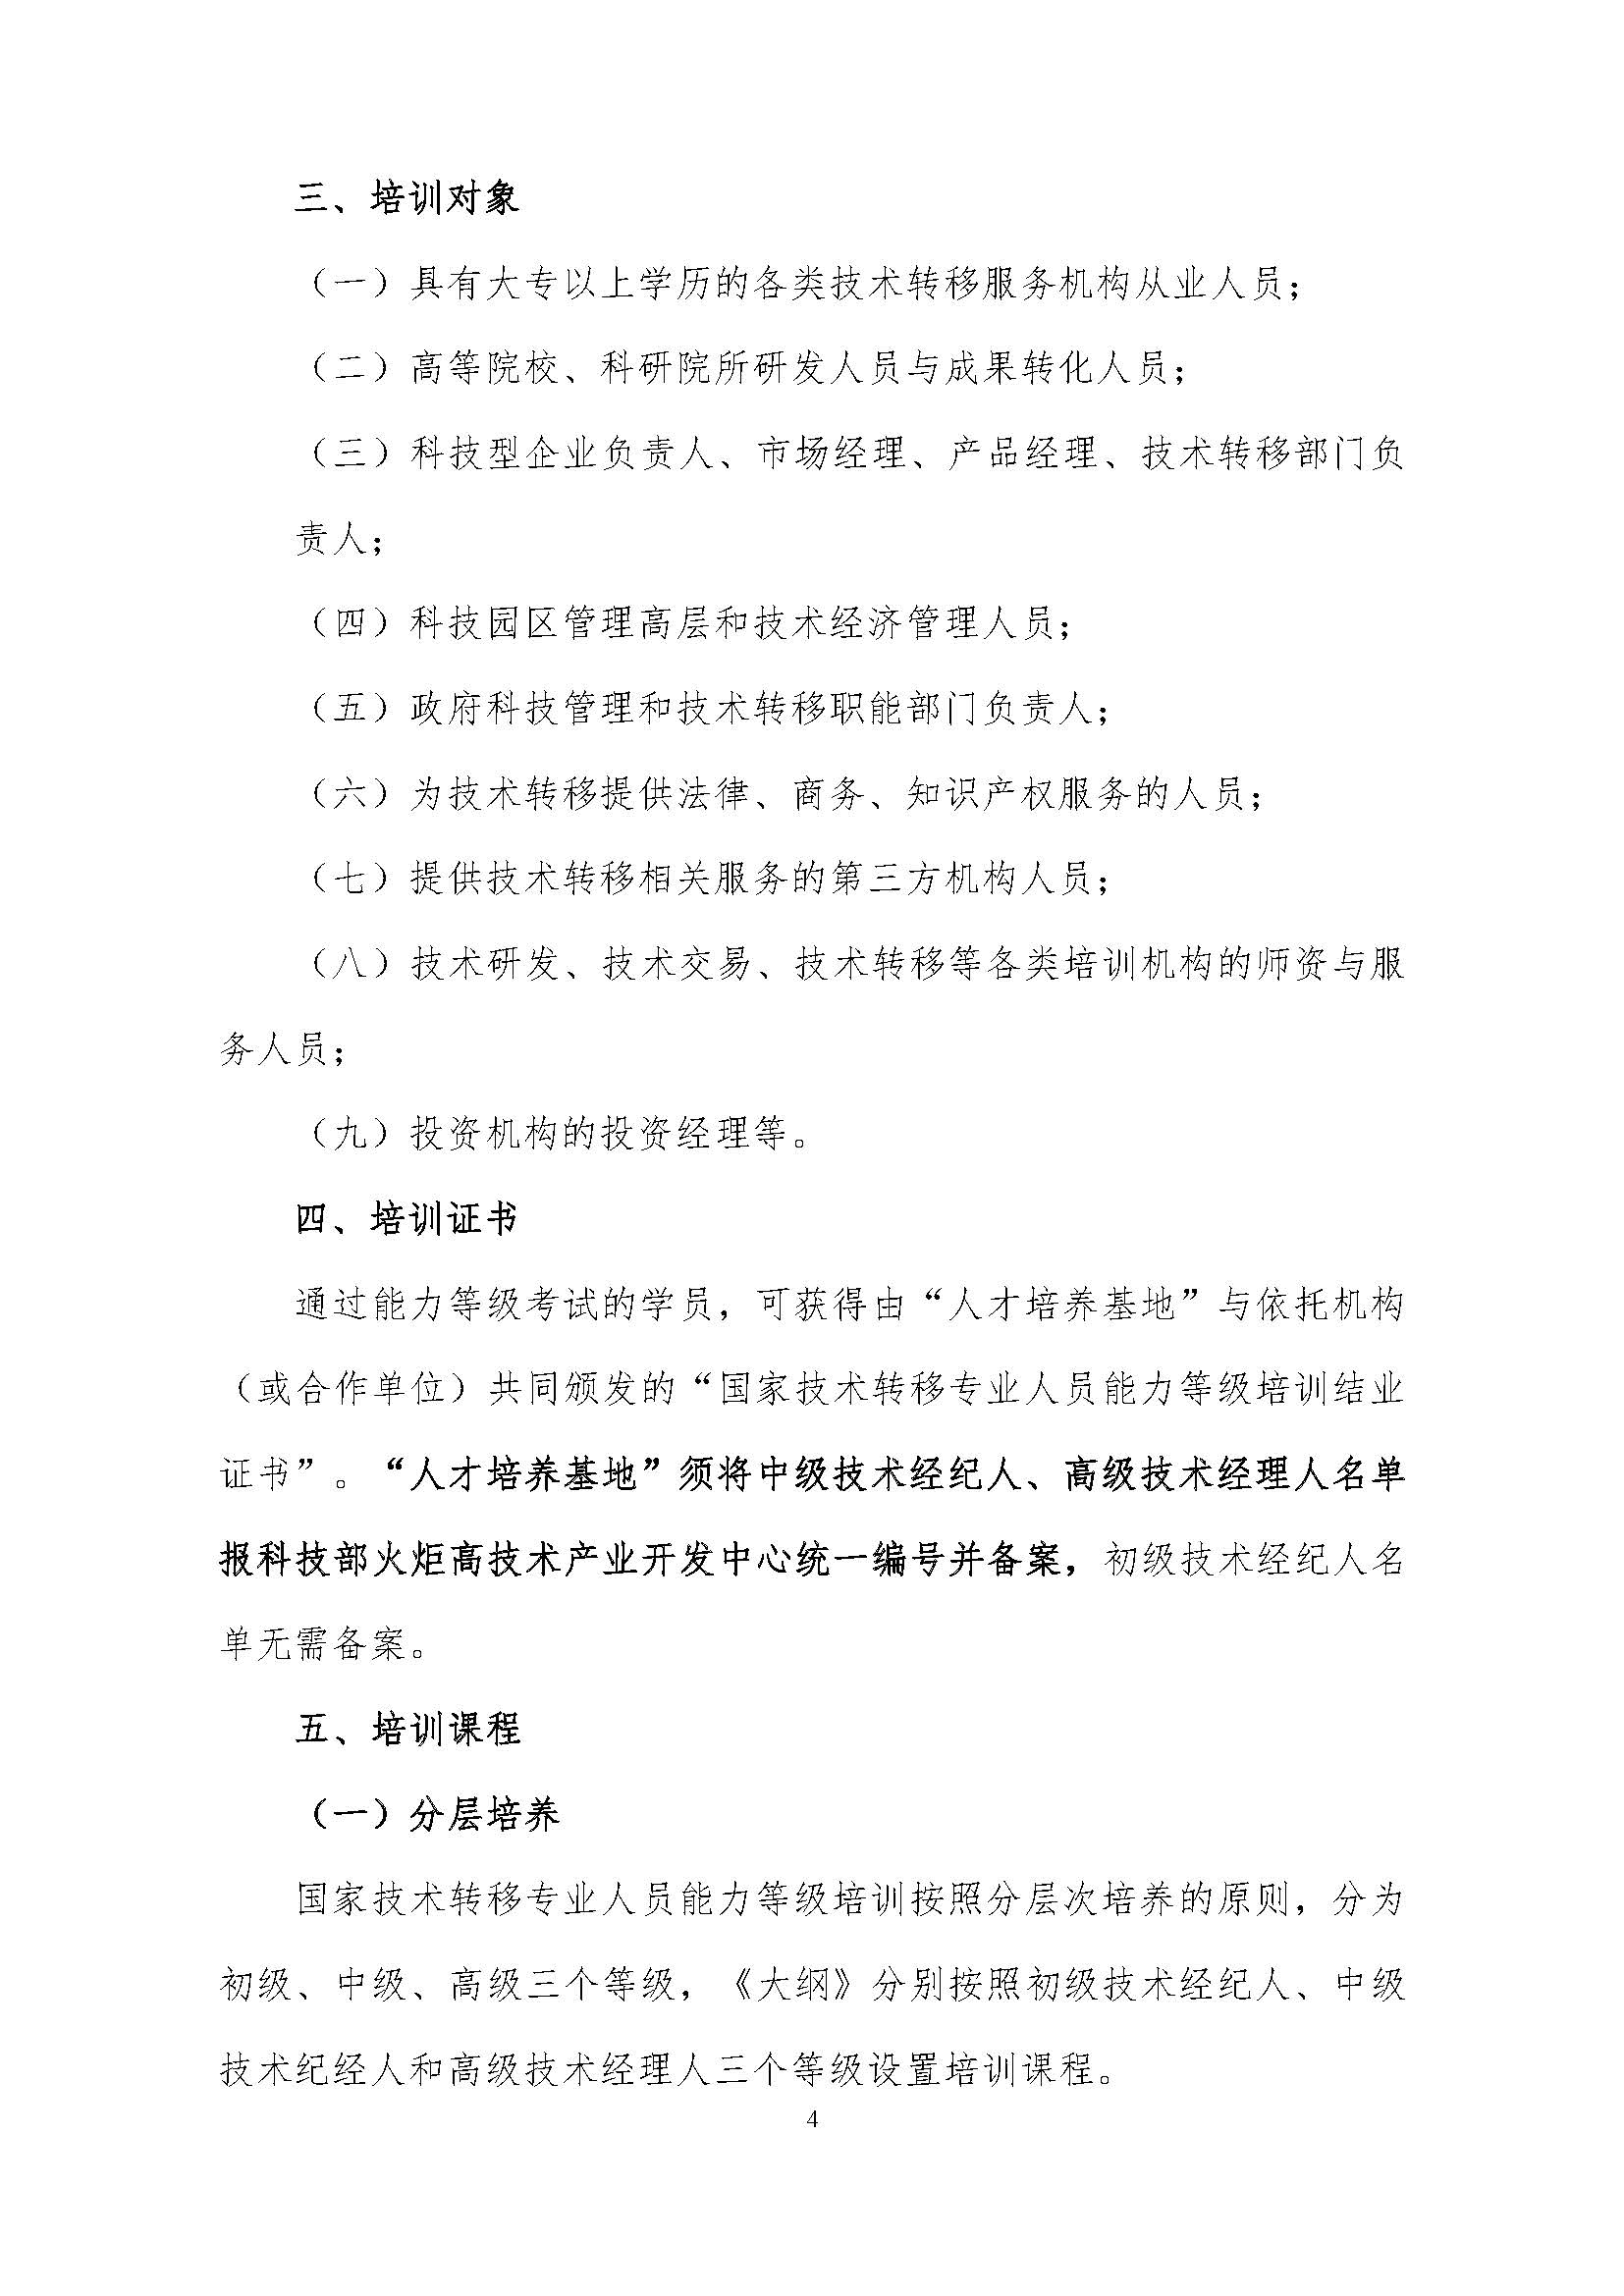 三、培训对象
（一）具有大专以上学历的各类技术转移服务机构从业人员；
（二）高等院校、科研院所研发人员与成果转化人员；
（三）科技型企业负责人、市场经理、产品经理、技术转移部门负
责人；
（四）科技园区管理高层和技术经济管理人员；
（五）政府科技管理和技术转移职能部门负责人；
（六）为技术转移提供法律、商务、知识产权服务的人员；
（七）提供技术转移相关服务的第三方机构人员；
（八）技术研发、技术交易、技术转移等各类培训机构的师资与服
务人员；
（九）投资机构的投资经理等。
四、培训证书
通过能力等级考试的学员，可获得由“人才培养基地”与依托机构
（或合作单位）共同颁发的“国家技术转移专业人员能力等级培训结业
证书”。“人才培养基地”须将中级技术经纪人、高级技术经理人名单
报科技部火炬高技术产业开发中心统一编号并备案，初级技术经纪人名
单无需备案。
五、培训课程
（一）分层培养
国家技术转移专业人员能力等级培训按照分层次培养的原则，分为
初级、中级、高级三个等级，《大纲》分别按照初级技术经纪人、中级
技术纪经人和高级技术经理人三个等级设置培训课程。
4